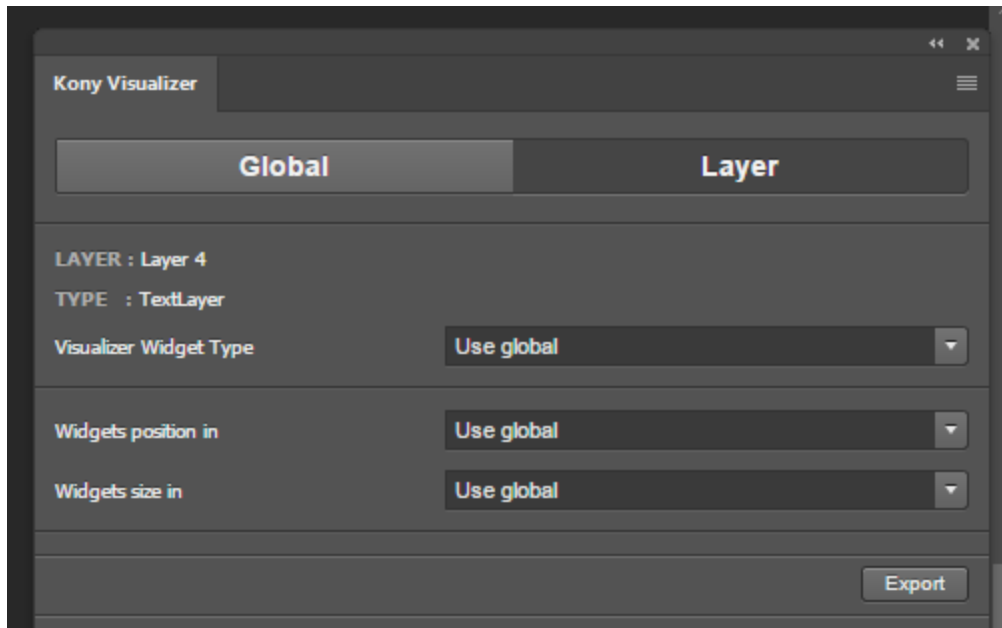 Kony Visualizer
Global Layer
LAYER : Layer 4
TYPE : TextLayer
Visualizer Widget Type Use global
Widgets position in Use global
Widgets size in Use global
Export